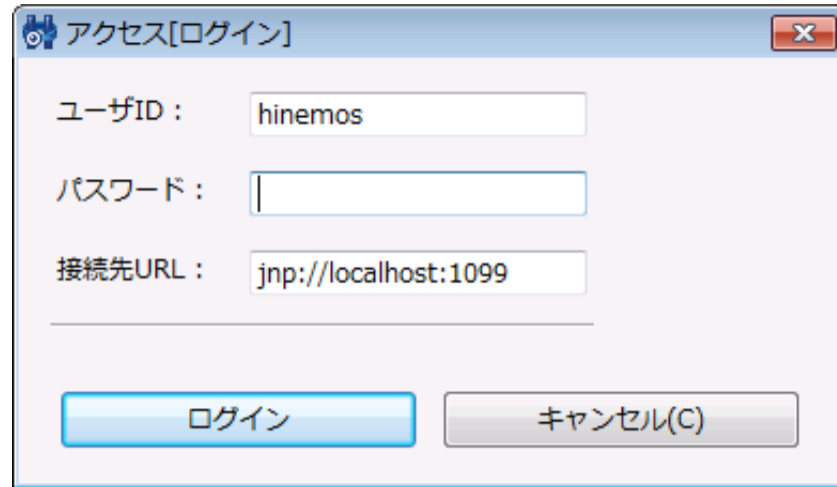 アクセス[ログイン]
ユーザID： hinemos
パスワード：
接続先URL： jnp://localhost:1099
ログイン キャンセル(C)